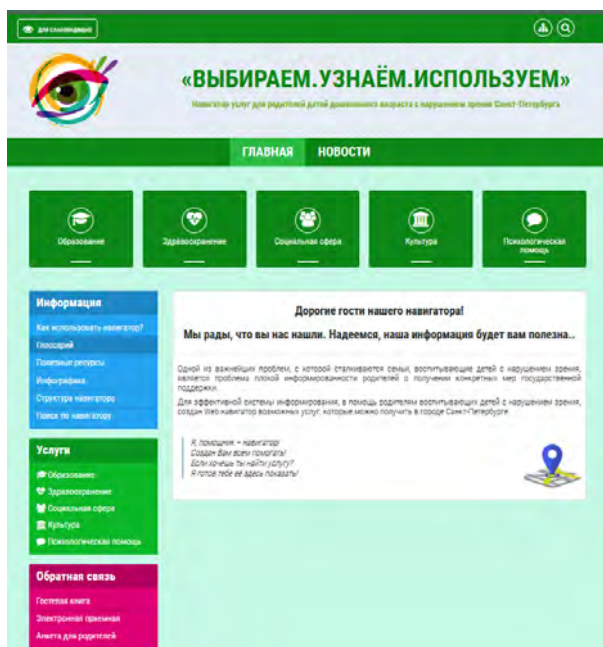 ДЛЯ СЛАБОВИДЯЩИХ
«ВЫБИРАЕМ.УЗНАЁМ.ИСПОЛЬЗУЕМ»
Навигатор услуг для родителей детей дошкольного возраста с нарушением зрения Санкт-Петербурга
ГЛАВНАЯ НОВОСТИ
Образование
Здравоохранение
Социальная сфера
Культура
Психологическая
помощь
Информация
Как использовать навигатор?
Глоссарий
Полезные ресурсы
Инфографика
Структура навигатора
Поиск по навигатору
Услуги
Образование
Здравоохранение
Социальная сфера
Культура
Психологическая помощь
Обратная связь
Гостевая книга
Электронная приемная
Анкета для родителей
Дорогие гости нашего навигатора!
Мы рады, что вы нас нашли. Надеемся, наша информация будет вам полезна..
Одной из важнейших проблем, с которой сталкиваются семьи, воспитывающие детей с нарушением зрения,
является проблема плохой информированности родителей о получении конкретных мер государственной
поддержки.
Для эффективной системы информирования, в помощь родителям воспитывающих детей с нарушением зрения,
создан Web навигатор возможных услуг, которые можно получить в городе Санкт-Петербурге
Я, помощник – навигатор!
Создан Вам всем помогать!
Если хочешь ты найти услугу?
Я готов тебе её здесь показать!